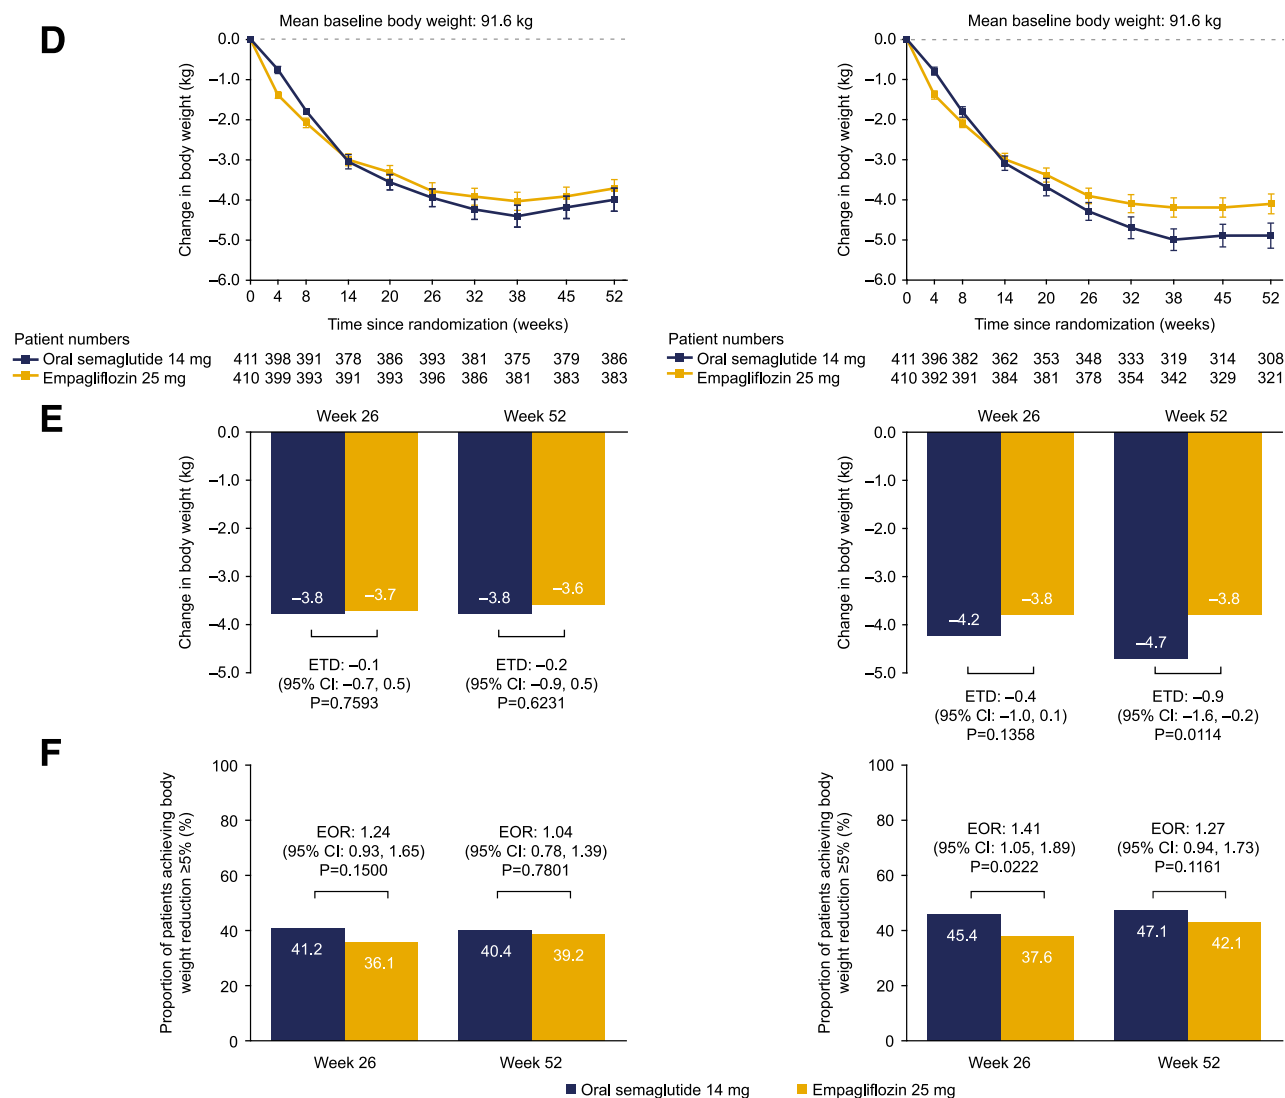 D
Mean baseline body weight: 91.6 kg
Change in body weight (kg)
0.0
–1.0
–2.0
–3.0
–4.0
–5.0
–6.0
0 4 8 14 20 26 32 38 45 52
Time since randomization (weeks)
Patient numbers
Oral semaglutide 14 mg 411 398 391 378 386 393 381 375 379 386
Empagliflozin 25 mg 410 399 393 391 393 396 386 381 383 383
Mean baseline body weight: 91.6 kg
Change in body weight (kg)
0.0
–1.0
–2.0
–3.0
–4.0
–5.0
–6.0
0 4 8 14 20 26 32 38 45 52
Time since randomization (weeks)
Patient numbers
Oral semaglutide 14 mg 411 396 382 362 353 348 333 319 314 308
Empagliflozin 25 mg 410 392 391 384 381 378 354 342 329 321
E
Week 26 Week 52
Change in body weight (kg)
0.0
–1.0
–2.0
–3.0
–4.0
–5.0
–3.8 –3.7 –3.8 –3.6
ETD: –0.1
(95% CI: –0.7, 0.5)
P=0.7593
ETD: –0.2
(95% CI: –0.9, 0.5)
P=0.6231
Week 26 Week 52
Change in body weight (kg)
0.0
–1.0
–2.0
–3.0
–4.0
–5.0
–4.2 –3.8 –4.7 –3.8
ETD: –0.4
(95% CI: –1.0, 0.1)
P=0.1358
ETD: –0.9
(95% CI: –1.6, –0.2)
P=0.0114
F
Proportion of patients achieving body
weight reduction ≥5% (%)
100
80
60
40
20
0
EOR: 1.24
(95% CI: 0.93, 1.65)
P=0.1500
EOR: 1.04
(95% CI: 0.78, 1.39)
P=0.7801
41.2 36.1 40.4 39.2
Week 26 Week 52
Proportion of patients achieving body
weight reduction ≥5% (%)
100
80
60
40
20
0
EOR: 1.41
(95% CI: 1.05, 1.89)
P=0.0222
EOR: 1.27
(95% CI: 0.94, 1.73)
P=0.1161
45.4 37.6 47.1 42.1
Week 26 Week 52
Oral semaglutide 14 mg Empagliflozin 25 mg